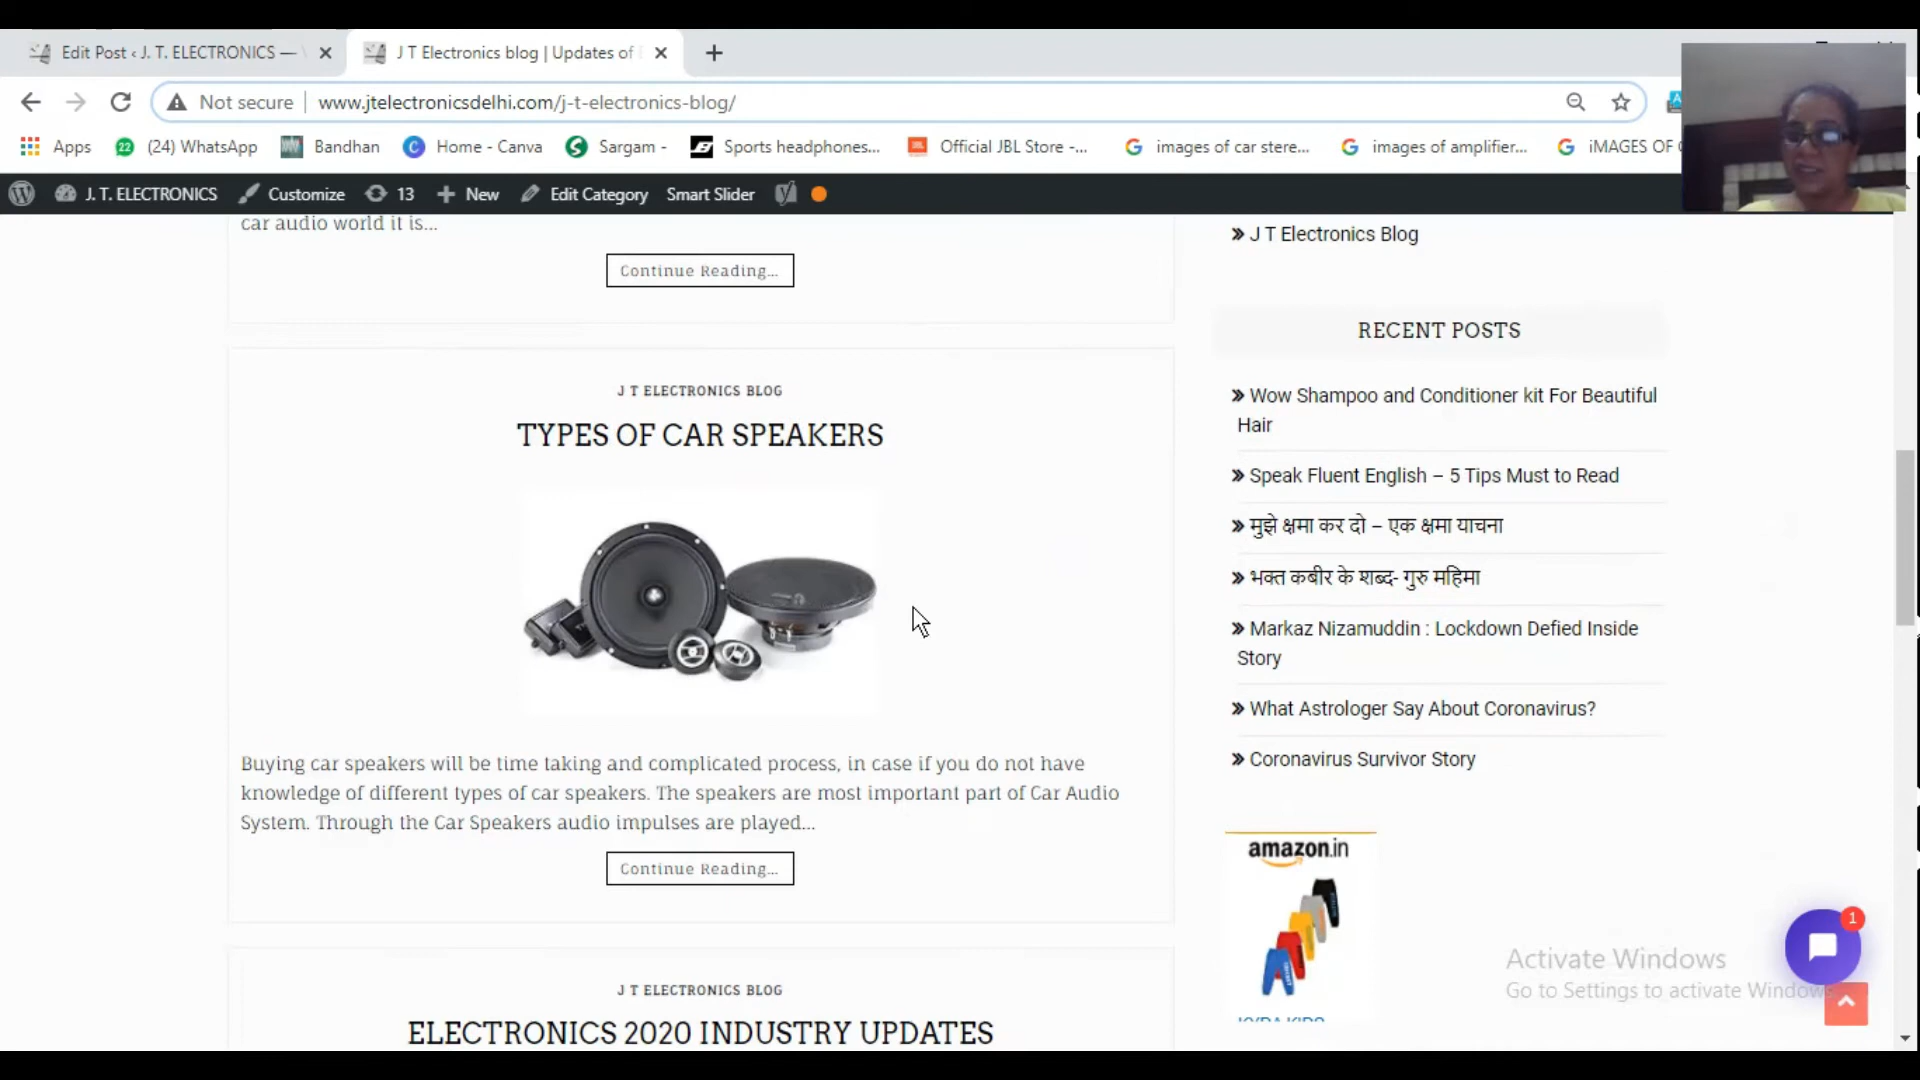 Edit Post ‹ J. T. ELECTRONICS —
J T Electronics blog | Updates of
Not secure
www.jtelectronicsdelhi.com/j-t-electronics-blog/
Apps
22
(24) WhatsApp
Bandhan
Home - Canva
Sargam -
Sports headphones...
Official JBL Store -...
images of car stere...
images of amplifier...
iMAGES OF
J. T. ELECTRONICS
Customize
13
New
Edit Category
Smart Slider
car audio world it is...
Continue Reading...
J T ELECTRONICS BLOG
TYPES OF CAR SPEAKERS
Buying car speakers will be time taking and complicated process, in case if you do not have
knowledge of different types of car speakers. The speakers are most important part of Car Audio
System. Through the Car Speakers audio impulses are played...
Continue Reading...
J T ELECTRONICS BLOG
ELECTRONICS 2020 INDUSTRY UPDATES
» J T Electronics Blog
RECENT POSTS
» Wow Shampoo and Conditioner kit For Beautiful
Hair
» Speak Fluent English – 5 Tips Must to Read
» मुझे क्षमा कर दो – एक क्षमा याचना
» भक्त कबीर के शब्द- गुरु महिमा
» Markaz Nizamuddin : Lockdown Defied Inside
Story
» What Astrologer Say About Coronavirus?
» Coronavirus Survivor Story
amazon.in
1
Activate Windows
Go to Settings to activate Windows